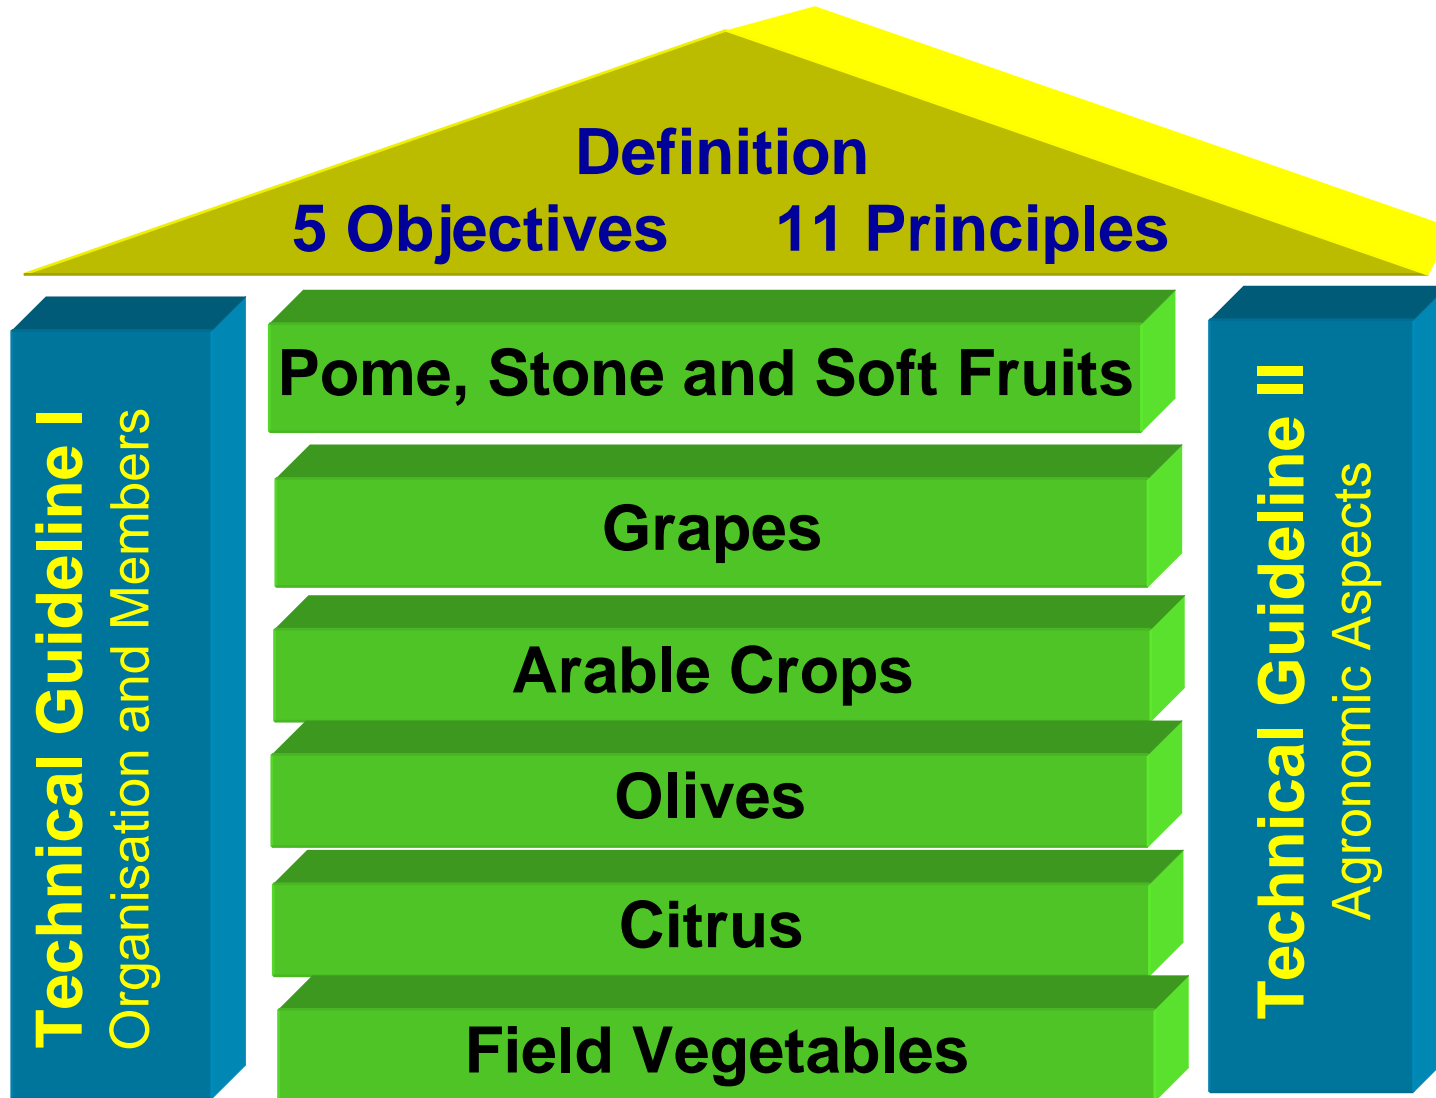 Definition
5 Objectives 11 Principles
Technical Guideline I
Organisation and Members
Pome, Stone and Soft Fruits
Grapes
Arable Crops
Olives
Citrus
Field Vegetables
Technical Guideline II
Agronomic Aspects